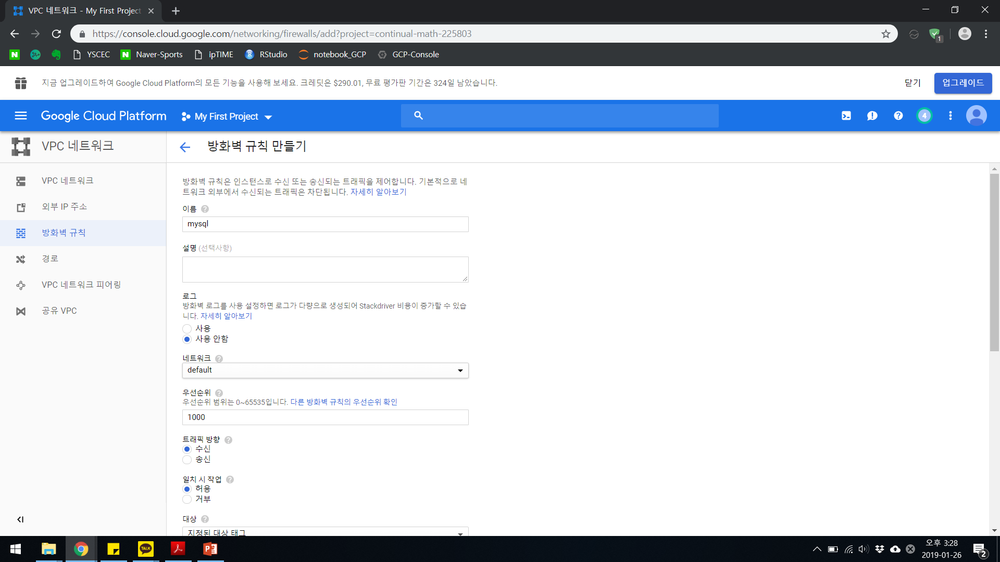 VPC 네트워크 - My First Project
https://console.cloud.google.com/networking/firewalls/add?project=continual-math-225803
1
N
YSCEC
N
Naver-Sports
ipTIME
R
RStudio
notebook_GCP
GCP-Console
지금 업그레이드하여 Google Cloud Platform의 모든 기능을 사용해 보세요. 크레딧은 $290.01, 무료 평가판 기간은 324일 남았습니다.
닫기
업그레이드
Google Cloud Platform
My First Project
4
VPC 네트워크
방화벽 규칙 만들기
VPC 네트워크
외부 IP 주소
방화벽 규칙
경로
VPC 네트워크 피어링
공유 VPC
방화벽 규칙은 인스턴스로 수신 또는 송신되는 트래픽을 제어합니다. 기본적으로 네
트워크 외부에서 수신되는 트래픽은 차단됩니다. 자세히 알아보기
이름
mysql
설명 (선택사항)
로그
방화벽 로그를 사용 설정하면 로그가 다량으로 생성되어 Stackdriver 비용이 증가할 수 있습
니다. 자세히 알아보기
사용
사용 안함
네트워크
default
우선순위
우선순위 범위는 0~65535입니다. 다른 방화벽 규칙의 우선순위 확인
1000
트래픽 방향
수신
송신
일치 시 작업
허용
거부
대상
지정된 대상 태그
TALK
오후 3:28
2019-01-26
2